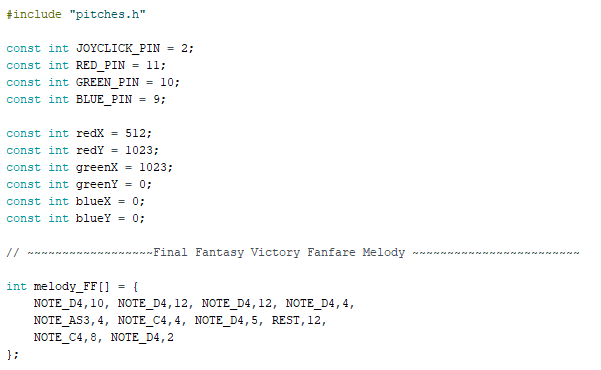 #include "pitches.h"
const int JOYCLICK_PIN = 2;
const int RED_PIN = 11;
const int GREEN_PIN = 10;
const int BLUE_PIN = 9;
const int redX = 512;
const int redY = 1023;
const int greenX = 1023;
const int greenY = 0;
const int blueX = 0;
const int blueY = 0;
// ~~~~~~~~~~~~~~~~~~Final Fantasy Victory Fanfare Melody ~~~~~~~~~~~~~~~~~~~~~~~~
int melody_FF[] = {
NOTE_D4,10, NOTE_D4,12, NOTE_D4,12, NOTE_D4,4,
NOTE_AS3,4, NOTE_C4,4, NOTE_D4,5, REST,12,
NOTE_C4,8, NOTE_D4,2
};